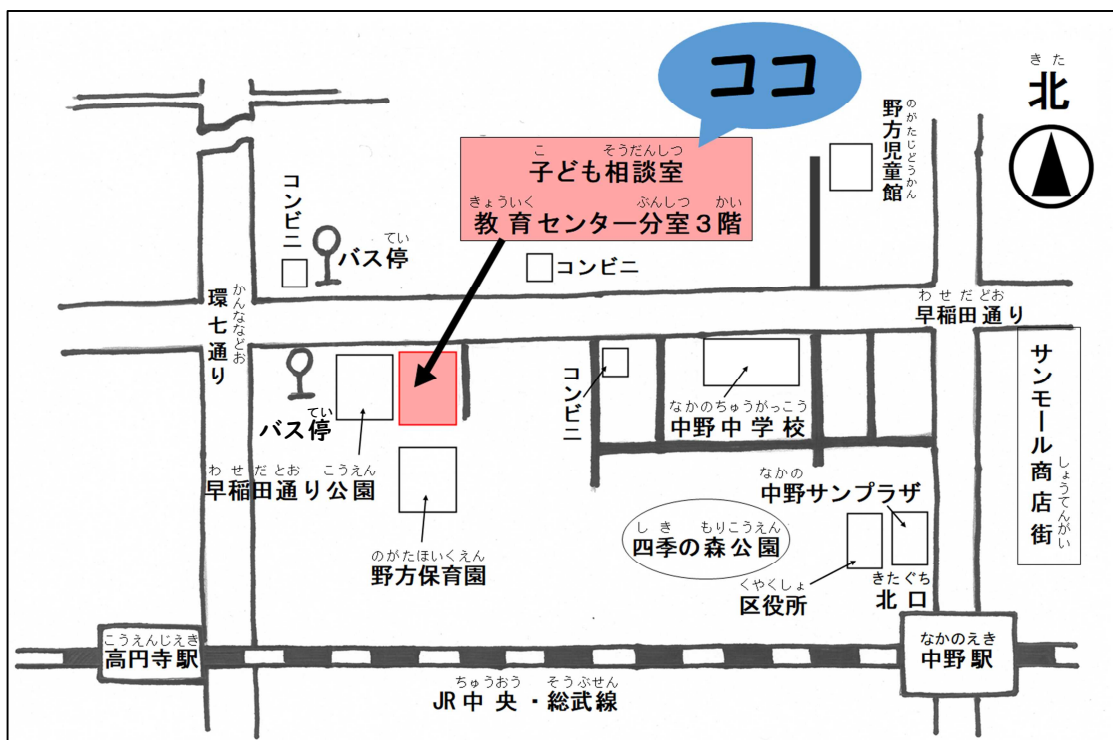 ココ
きた
北
のがたじどうかん
野方児童館
こ そうだんしつ
子ども相談室
きょういく ぶんしつ かい
教育センター分室3階
コンビニ
てい
バス停
コンビニ
かんななどお
環七通り
わせだどお
早稲田通り
サンモール商店街
しょうてんがい
てい
バス停
コンビニ
なかのちゅうがっこう
中野中学校
わせだとお こうえん
早稲田通り公園
なかの
中野サンプラザ
しき もりこうえん
四季の森公園
のがたほいくえん
野方保育園
くやくしょ
区役所
きたぐち
北口
こうえんじえき
高円寺駅
なかのえき
中野駅
ちゅうおう そうぶせん
JR中央・総武線